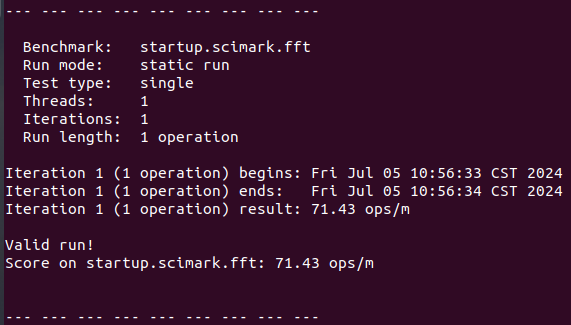 --- --- --- --- --- --- --- --- ---
Benchmark:   startup.scimark.fft
Run mode:    static run
Test type:   single
Threads:     1
Iterations:  1
Run length:  1 operation
Iteration 1 (1 operation) begins: Fri Jul 05 10:56:33 CST 2024
Iteration 1 (1 operation) ends:   Fri Jul 05 10:56:34 CST 2024
Iteration 1 (1 operation) result: 71.43 ops/m
Valid run!
Score on startup.scimark.fft: 71.43 ops/m
--- --- --- --- --- --- --- --- ---